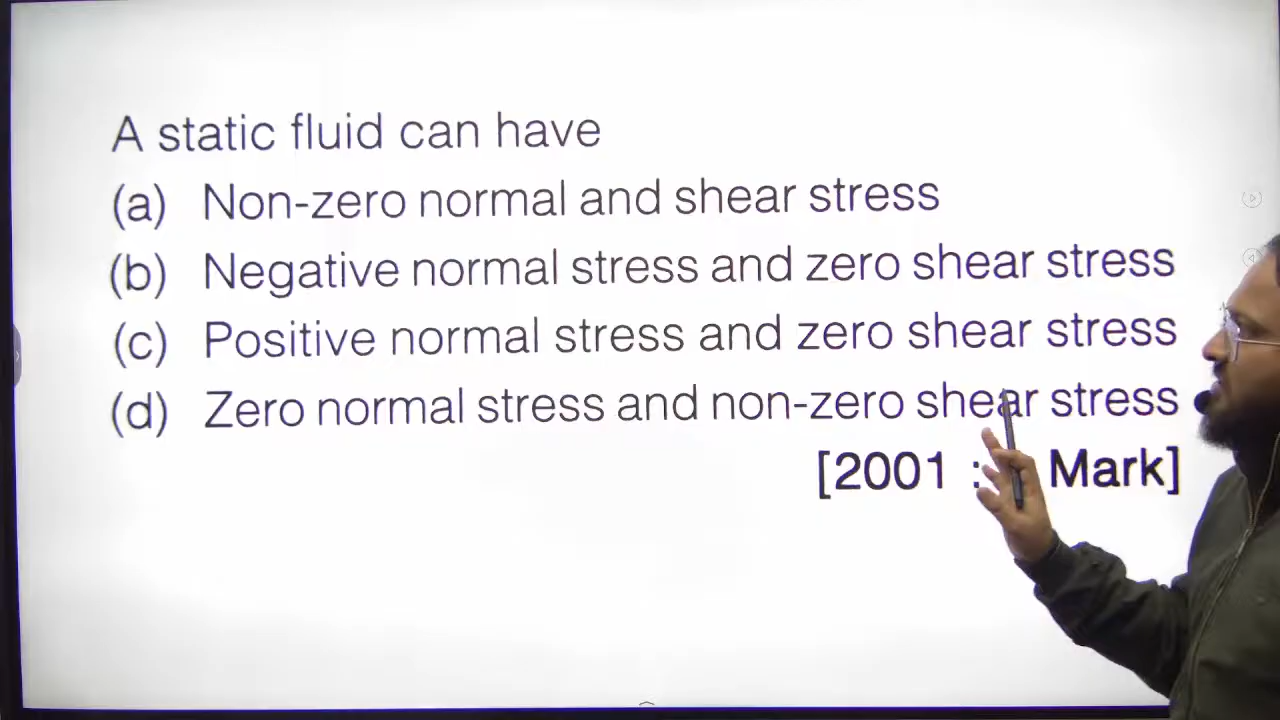 A static fluid can have
(a) Non-zero normal and shear stress
(b) Negative normal stress and zero shear stress
(c) Positive normal stress and zero shear stress
(d) Zero normal stress and non-zero shear stress
[2001 : Mark]